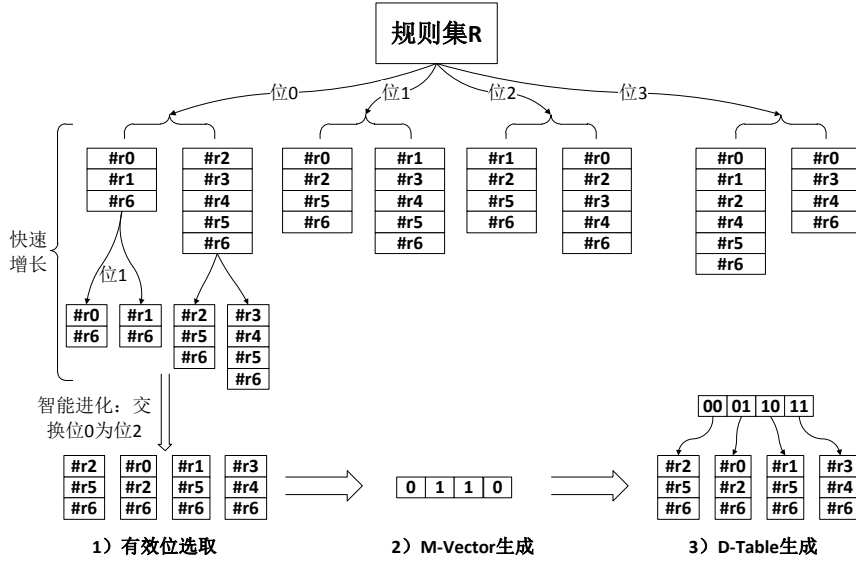 规则集R
位0
位1
位2
位3
#r0 #r2 #r0 #r1 #r1 #r0 #r0 #r0
#r1 #r3 #r2 #r3 #r2 #r2 #r1 #r3
#r6 #r4 #r5 #r4 #r5 #r3 #r2 #r4
#r5 #r6 #r5 #r6 #r4 #r4 #r6
#r6 #r6 #r6 #r5
#r6
快速
增长
位1
#r0 #r1 #r2 #r3
#r6 #r6 #r5 #r4
#r6 #r5
#r6
智能进化：交
换位0为位2
00 01 10 11
#r2 #r0 #r1 #r3
#r5 #r2 #r5 #r4
#r6 #r6 #r6 #r6
0 1 1 0
#r2 #r0 #r1 #r3
#r5 #r2 #r5 #r4
#r6 #r6 #r6 #r6
1）有效位选取
2）M-Vector生成
3）D-Table生成